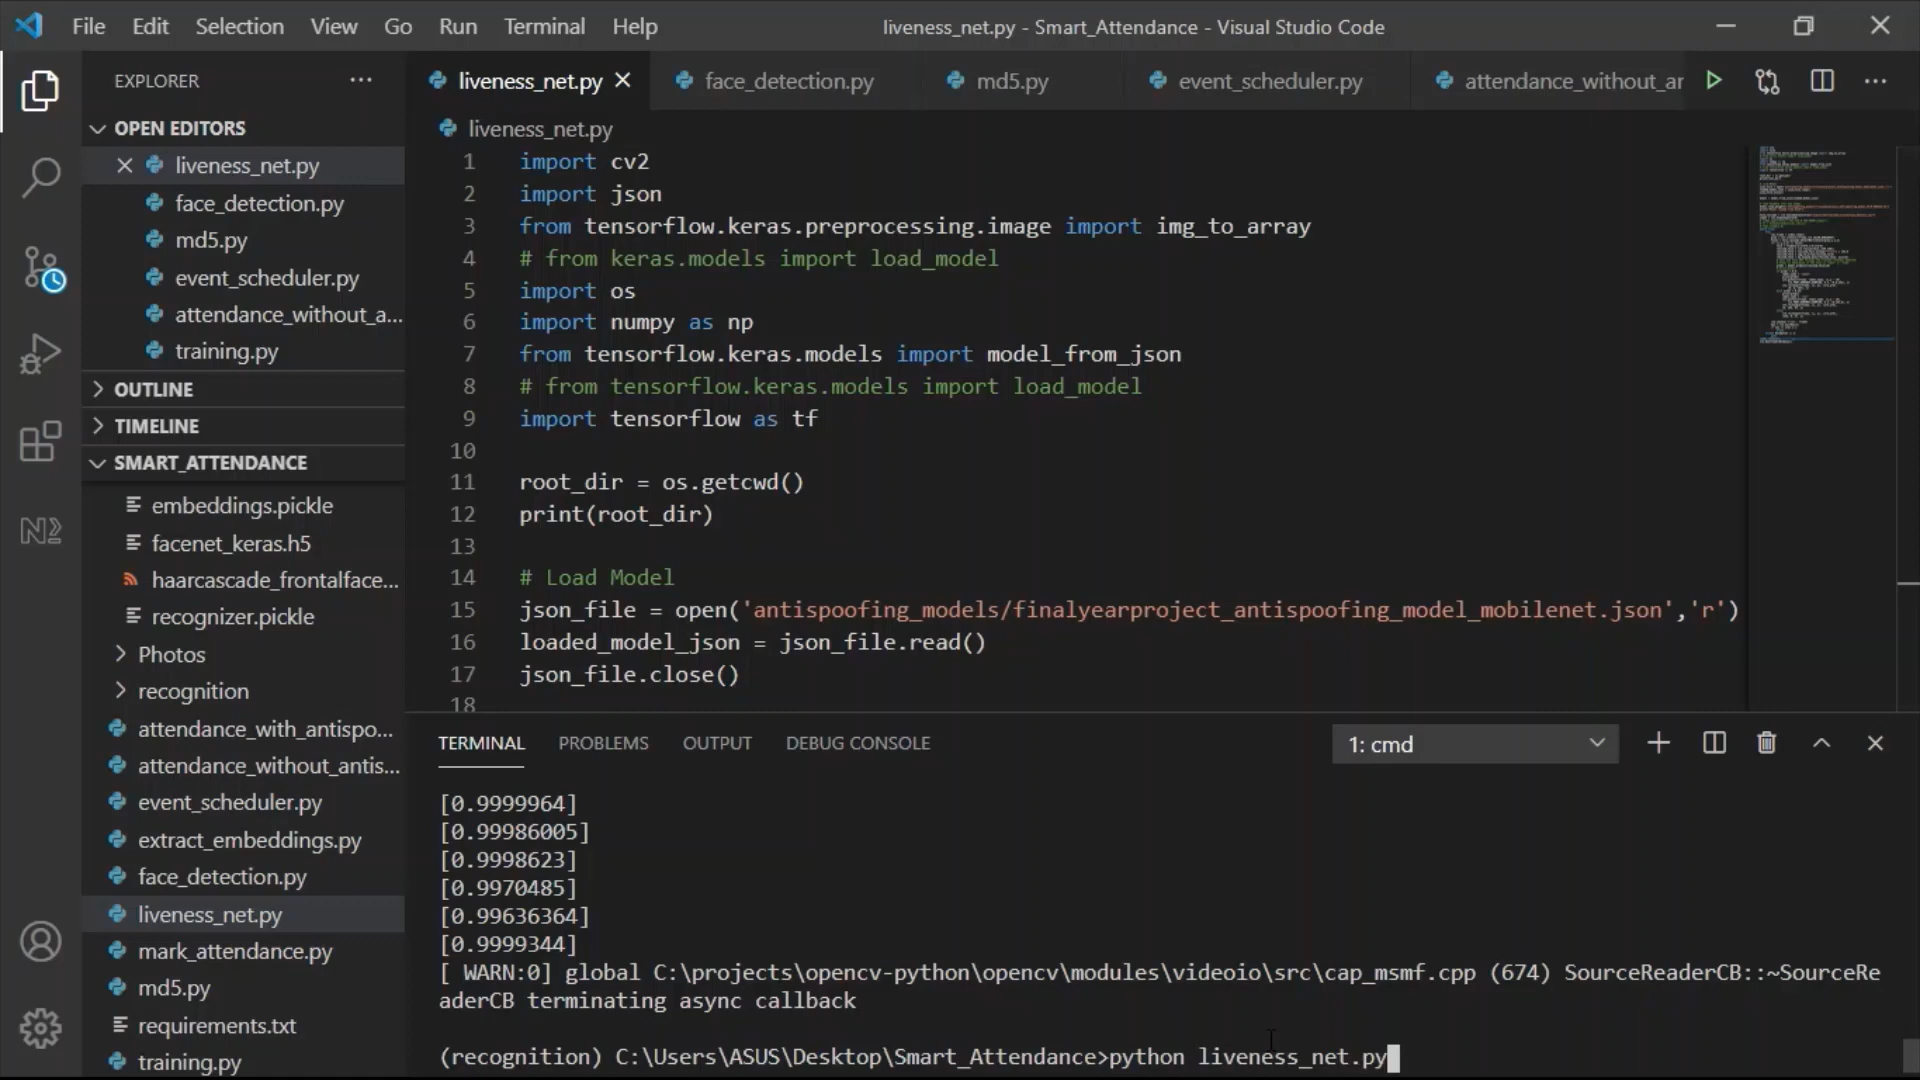 File Edit Selection View Go Run Terminal Help
liveness_net.py - Smart_Attendance - Visual Studio Code
EXPLORER
OPEN EDITORS
liveness_net.py
face_detection.py
md5.py
event_scheduler.py
attendance_without_a...
training.py
OUTLINE
TIMELINE
SMART_ATTENDANCE
embeddings.pickle
facenet_keras.h5
haarcascade_frontalface...
recognizer.pickle
Photos
recognition
attendance_with_antispo...
attendance_without_antis...
event_scheduler.py
extract_embeddings.py
face_detection.py
liveness_net.py
mark_attendance.py
md5.py
requirements.txt
training.py
liveness_net.py face_detection.py md5.py event_scheduler.py attendance_without_ar
liveness_net.py
1 import cv2
2 import json
3 from tensorflow.keras.preprocessing.image import img_to_array
4 # from keras.models import load_model
5 import os
6 import numpy as np
7 from tensorflow.keras.models import model_from_json
8 # from tensorflow.keras.models import load_model
9 import tensorflow as tf
10
11 root_dir = os.getcwd()
12 print(root_dir)
13
14 # Load Model
15 json_file = open('antispoofing_models/finalyearproject_antispoofing_model_mobilenet.json','r')
16 loaded_model_json = json_file.read()
17 json_file.close()
18
TERMINAL PROBLEMS OUTPUT DEBUG CONSOLE
1: cmd
[0.9999964]
[0.99986005]
[0.9998623]
[0.9970485]
[0.99636364]
[0.9999344]
[ WARN:0] global C:\projects\opencv-python\opencv\modules\videoio\src\cap_msmf.cpp (674) SourceReaderCB::~SourceRe
aderCB terminating async callback
(recognition) C:\Users\ASUS\Desktop\Smart_Attendance>python liveness_net.py